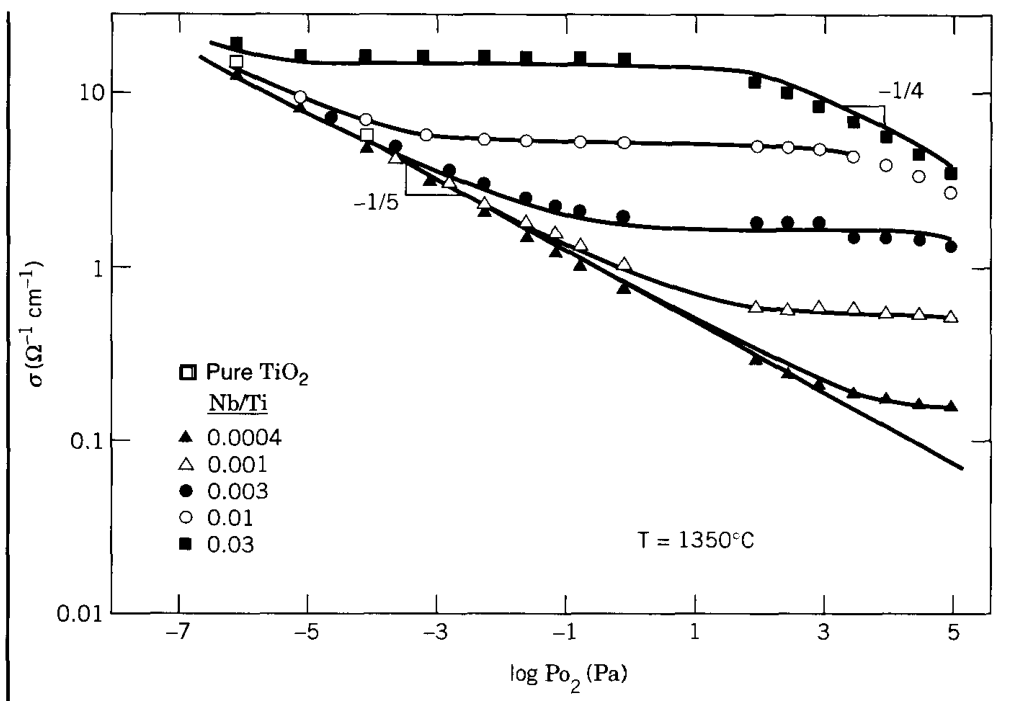 10
1
0.1
0.01
σ (Ω⁻¹ cm⁻¹)
-1/4
-1/5
Pure TiO₂
Nb/Ti
0.0004
0.001
0.003
0.01
0.03
T = 1350°C
-7 -5 -3 -1 1 3 5
log Po₂ (Pa)